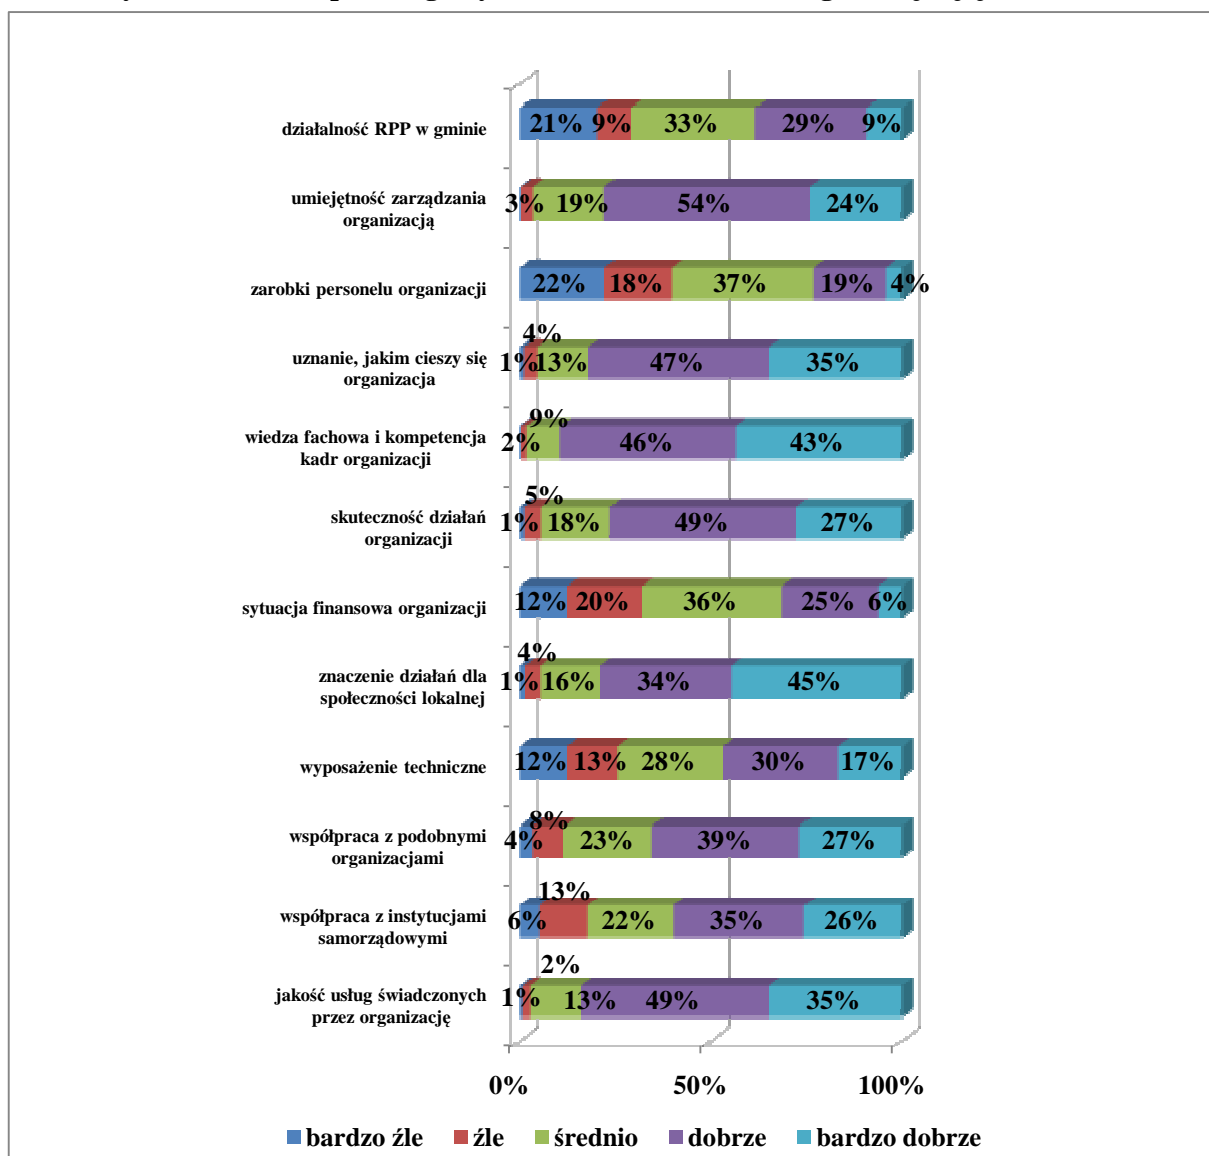 działalność RPP w gminie
21% 9% 33% 29% 9%
umiejętność zarządzania
organizacją
3% 19% 54% 24%
zarobki personelu organizacji
22% 18% 37% 19% 4%
uznanie, jakim cieszy się
organizacja
1% 4% 13% 47% 35%
wiedza fachowa i kompetencja
kadr organizacji
2% 9% 46% 43%
skuteczność działań
organizacji
1% 5% 18% 49% 27%
sytuacja finansowa organizacji
12% 20% 36% 25% 6%
znaczenie działań dla
społeczności lokalnej
1% 4% 16% 34% 45%
wyposażenie techniczne
12% 13% 28% 30% 17%
współpraca z podobnymi
organizacjami
4% 8% 23% 39% 27%
współpraca z instytucjami
samorządowymi
6% 13% 22% 35% 26%
jakość usług świadczonych
przez organizację
1% 2% 13% 49% 35%
0% 50% 100%
bardzo źle źle średnio dobrze bardzo dobrze